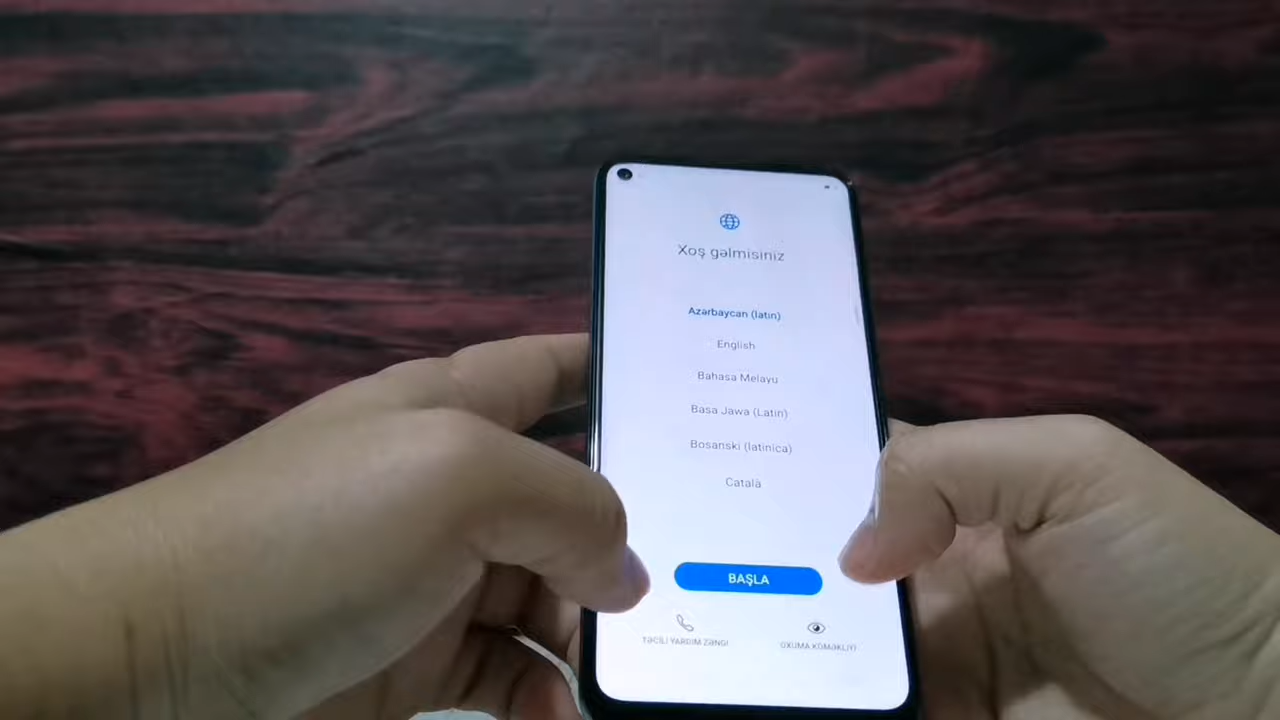 Xoş gəlmisiniz
Azərbaycan (latın)
English
Bahasa Melayu
Basa Jawa (Latin)
Bosanski (latinica)
Català
BAŞLA
TƏCİLİ YARDIM ZƏNGİ
OXUMA KÖMƏKLİYİ